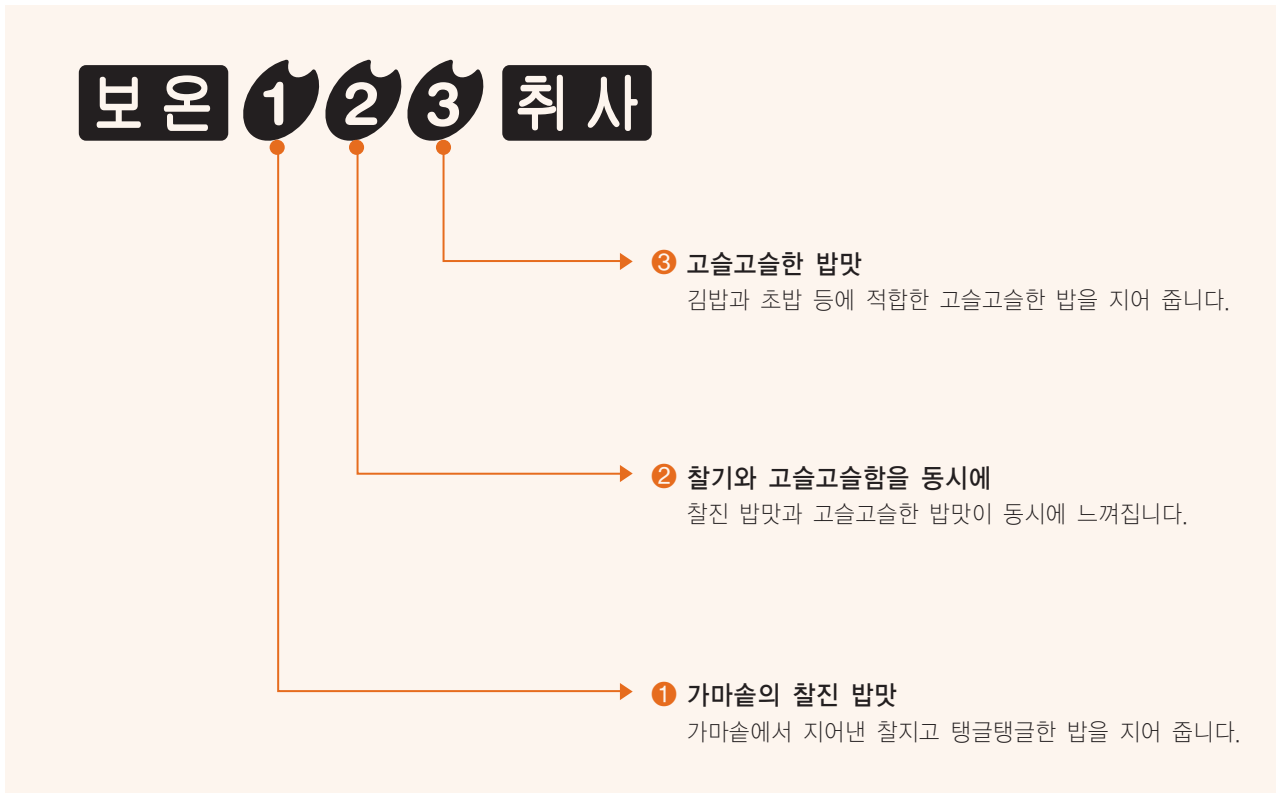 보온 1 2 3 취사
❸ 고슬고슬한 밥맛
김밥과 초밥 등에 적합한 고슬고슬한 밥을 지어 줍니다.
❷ 찰기와 고슬고슬함을 동시에
찰진 밥맛과 고슬고슬한 밥맛이 동시에 느껴집니다.
❶ 가마솥의 찰진 밥맛
가마솥에서 지어낸 찰지고 탱글탱글한 밥을 지어 줍니다.